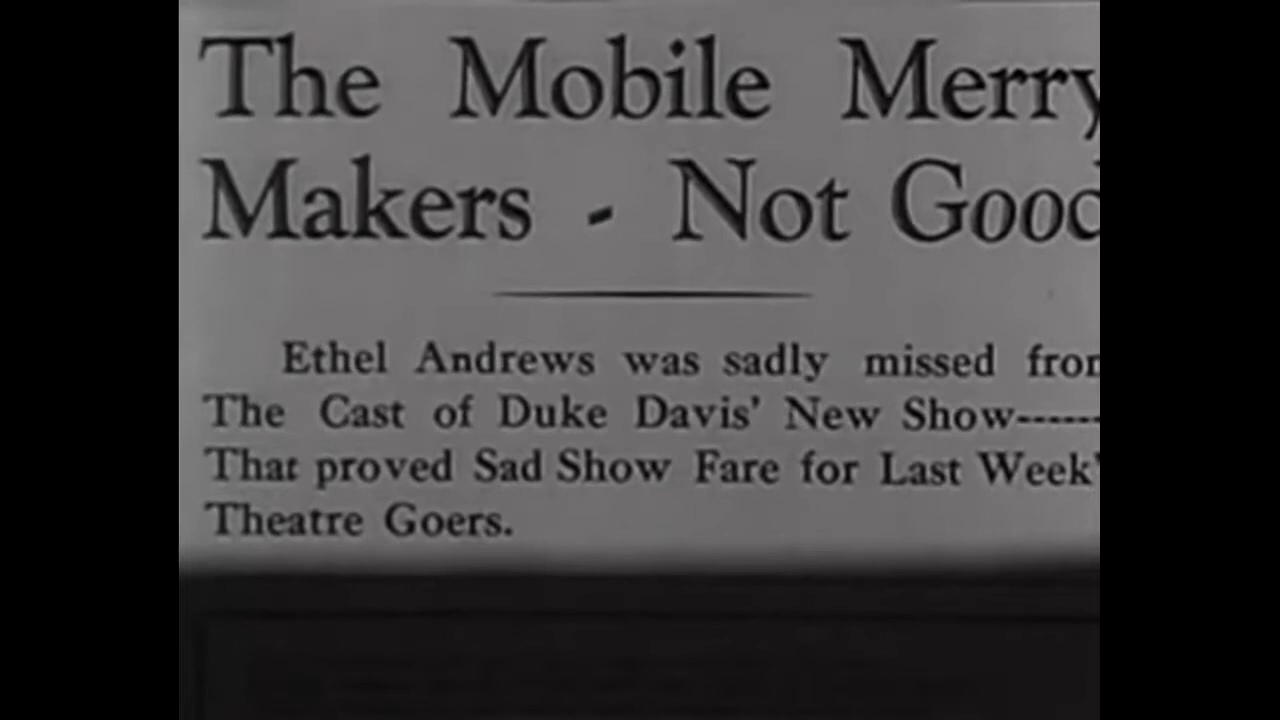 The Mobile Merry
Makers - Not Good
Ethel Andrews was sadly missed from
The Cast of Duke Davis' New Show------
That proved Sad Show Fare for Last Week'
Theatre Goers.